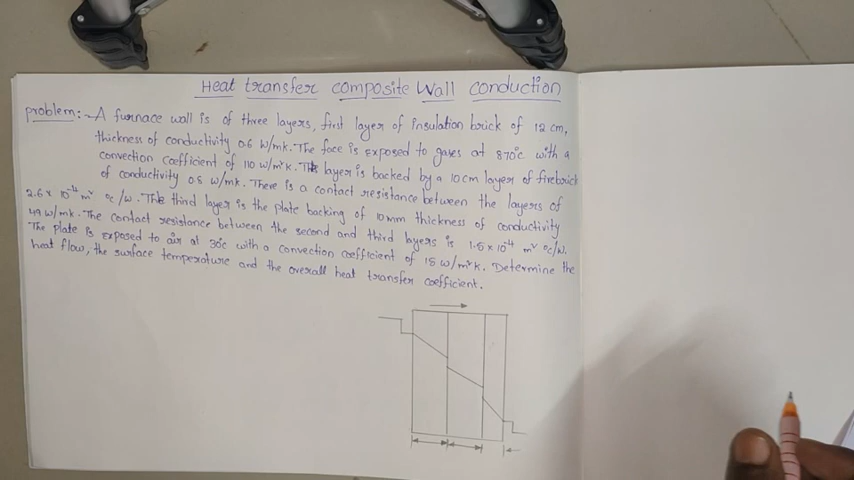 Heat transfer composite Wall conduction
problem:- A furnace wall is of three layers, first layer of insulation brick of 12 cm,
thickness of conductivity 0.6 W/mk. The face is exposed to gases at 870°c with a
convection coefficient of 110 W/m²k. The layer is backed by a 10cm layer of firebrick
of conductivity 0.8 W/mk. There is a contact resistance between the layers of
2.6 x 10⁻⁴ m² °c/W. The third layer is the plate backing of 10mm thickness of conductivity
49 W/mk. The contact resistance between the second and third layers is 1.5x10⁻⁴ m² °c/W.
The plate is exposed to air at 30°c with a convection coefficient of 15 W/m²k. Determine the
heat flow, the surface temperature and the overall heat transfer coefficient.